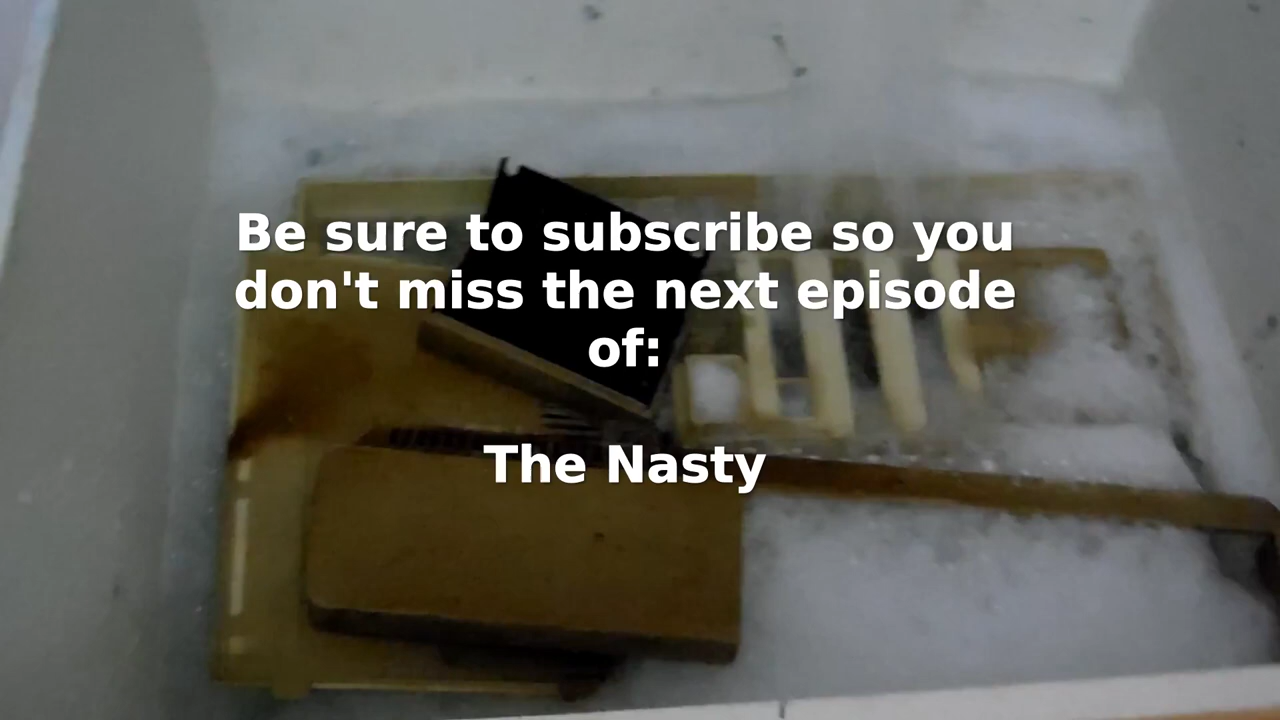 Be sure to subscribe so you
don't miss the next episode
of:
The Nasty